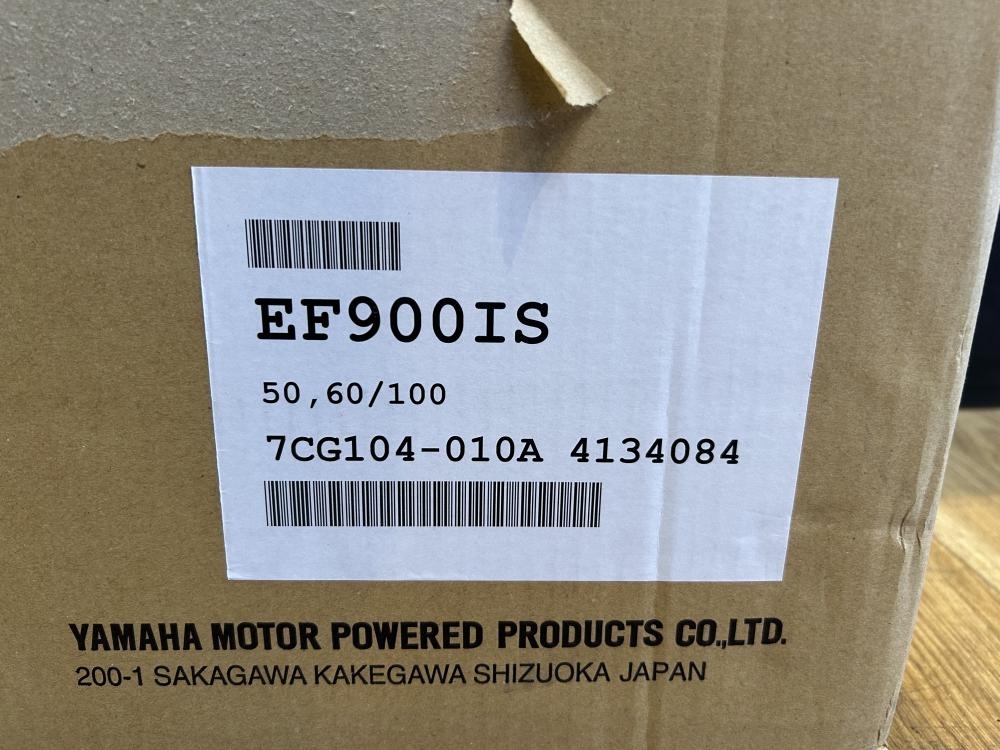 EF900IS
50,60/100
7CG104-010A 4134084
YAMAHA MOTOR POWERED PRODUCTS CO.,LTD.
200-1 SAKAGAWA KAKEGAWA SHIZUOKA JAPAN